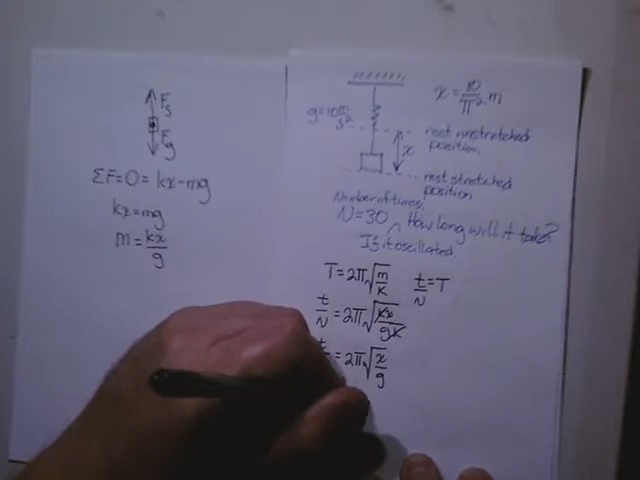 Fs
Fg
ΣF=0=kx-mg
kx=mg
m=kx/g
x=10/π² m
g=10 m/s²
rest unstretched
position
x
rest stretched
position
Number of times
N=30 How long will it take?
If it oscillated.
T=2π√(m/k) t/N=T
t/N=2π√(kx/gk)
t =2π√(x/g)